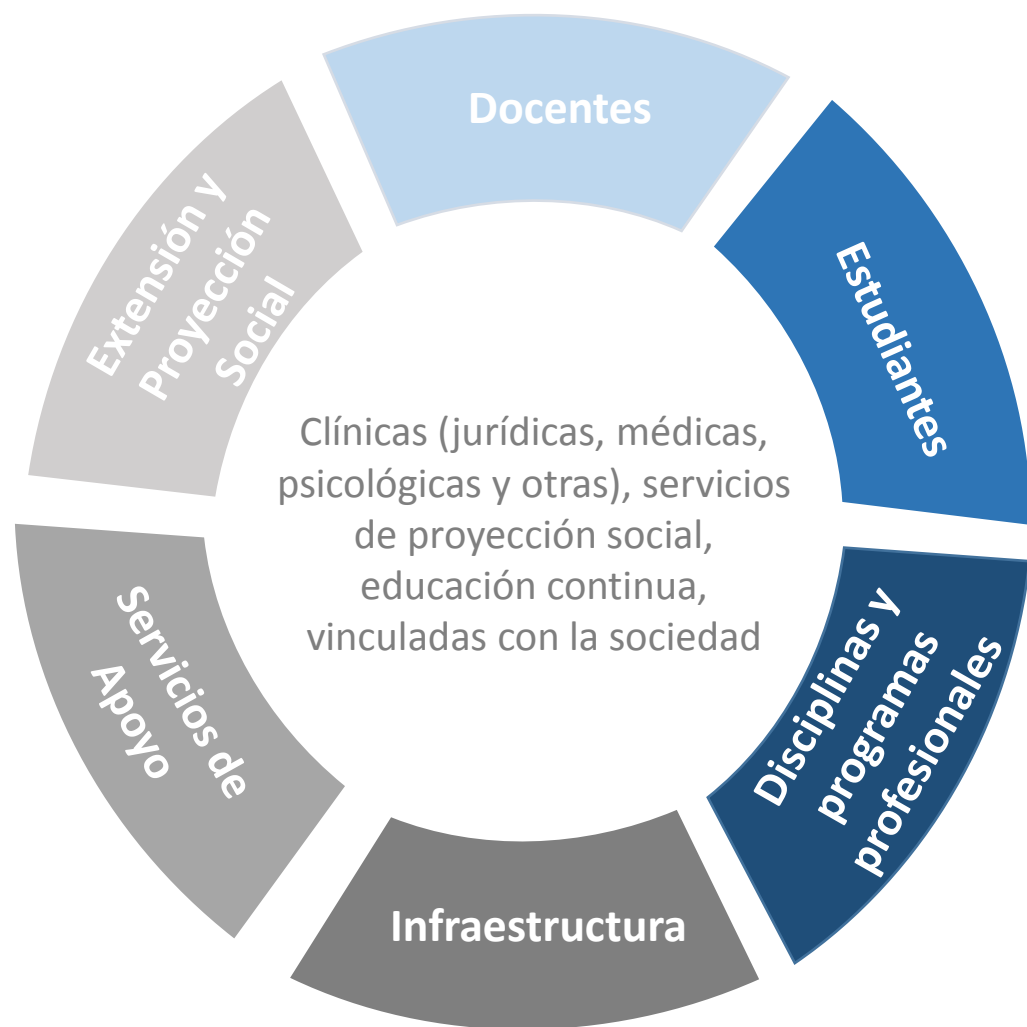 Docentes
Estudiantes
Disciplinas y
programas
profesionales
Infraestructura
Servicios de
Apoyo
Extensión y
Proyección
Social
Clínicas (jurídicas, médicas,
psicológicas y otras), servicios
de proyección social,
educación continua,
vinculadas con la sociedad